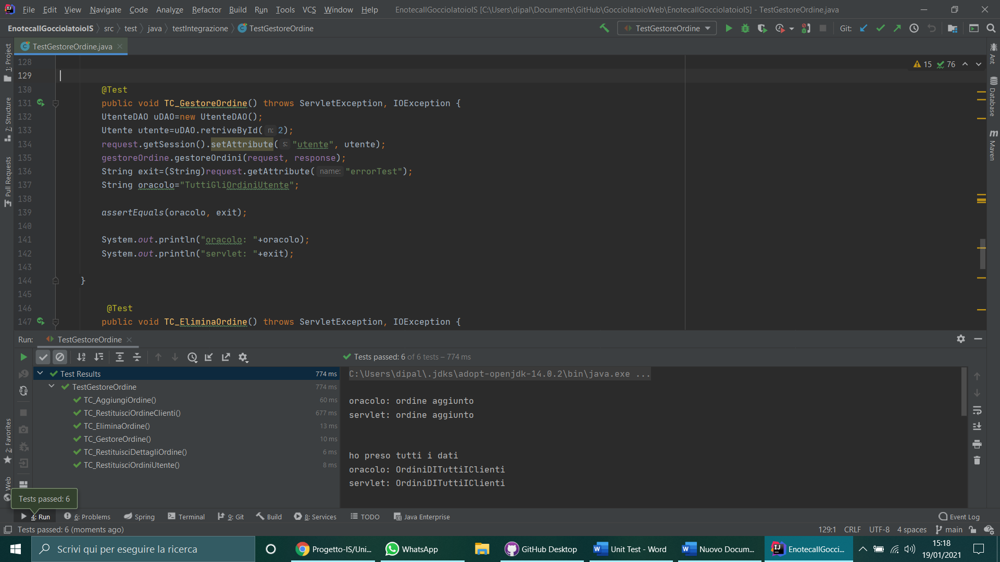 File Edit View Navigate Code Analyze Refactor Build Run Tools VCS Window Help EnotecaIlGocciolatoioIS [C:\Users\dipal\Documents\GitHub\GocciolatoioWeb\EnotecaIlGocciolatoioIS] - TestGestoreOrdine.java
EnotecaIlGocciolatoioIS src test java testIntegrazione TestGestoreOrdine TestGestoreOrdine Git:
TestGestoreOrdine.java
1: Project
7: Structure
Pull Requests
2: Favorites
Web
Ant
Database
Maven
15 76
128
129
130 @Test
131 public void TC_GestoreOrdine() throws ServletException, IOException {
132 UtenteDAO uDAO=new UtenteDAO();
133 Utente utente=uDAO.retriveById( n: 2);
134 request.getSession().setAttribute( s: "utente", utente);
135 gestoreOrdine.gestoreOrdini(request, response);
136 String exit=(String)request.getAttribute( name: "errorTest");
137 String oracolo="TuttiGliOrdiniUtente";
138
139 assertEquals(oracolo, exit);
140
141 System.out.println("oracolo: "+oracolo);
142 System.out.println("servlet: "+exit);
143
144 }
145
146 @Test
147 public void TC_EliminaOrdine() throws ServletException, IOException {
Run: TestGestoreOrdine
Tests passed: 6 of 6 tests – 774 ms
Test Results 774 ms
TestGestoreOrdine 774 ms
TC_AggiungiOrdine() 60 ms
TC_RestituisciOrdineClienti() 677 ms
TC_EliminaOrdine() 13 ms
TC_GestoreOrdine() 10 ms
TC_RestituisciDettagliOrdine() 6 ms
TC_RestituisciOrdiniUtente() 8 ms
C:\Users\dipal\.jdks\adopt-openjdk-14.0.2\bin\java.exe ...
oracolo: ordine aggiunto
servlet: ordine aggiunto
ho preso tutti i dati
oracolo: OrdiniDITuttiIClienti
servlet: OrdiniDITuttiIClienti
Tests passed: 6
4: Run 6: Problems Spring Terminal 9: Git Build 8: Services TODO Java Enterprise Event Log
Tests passed: 6 (moments ago) 129:1 CRLF UTF-8 4 spaces main
Scrivi qui per eseguire la ricerca Progetto-IS/Uni... WhatsApp GitHub Desktop Unit Test - Word Nuovo Docum... EnotecaIlGocci... 15:18
19/01/2021